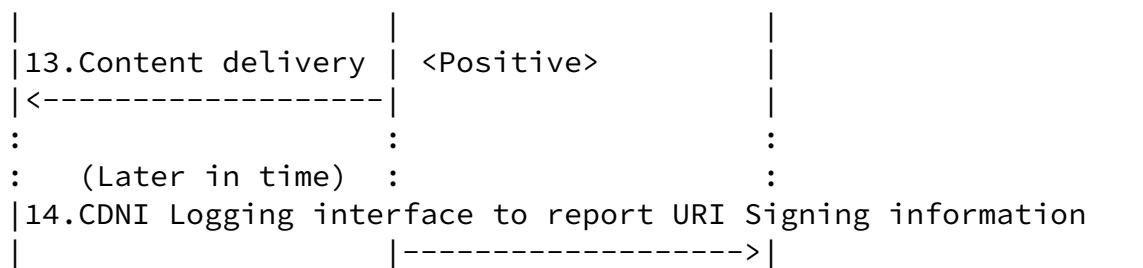 |                   |                   |                   |
|13.Content delivery | <Positive>        |                   |
|<-------------------|                   |                   |
:                   :                   :                   :
:   (Later in time) :                   :                   :
|14.CDNI Logging interface to report URI Signing information
|                   |------------------->|